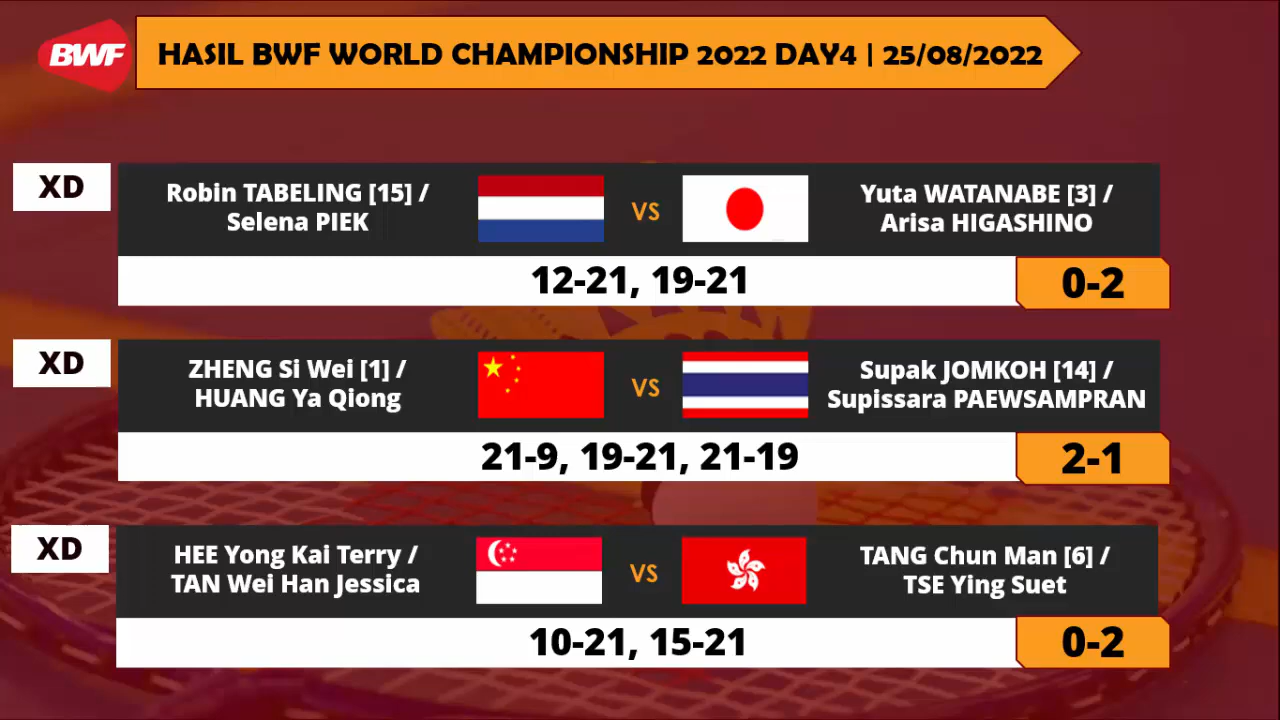 BWF
HASIL BWF WORLD CHAMPIONSHIP 2022 DAY4 | 25/08/2022
XD
Robin TABELING [15] /
Selena PIEK
VS
Yuta WATANABE [3] /
Arisa HIGASHINO
12-21, 19-21
0-2
XD
ZHENG Si Wei [1] /
HUANG Ya Qiong
VS
Supak JOMKOH [14] /
Supissara PAEWSAMPRAN
21-9, 19-21, 21-19
2-1
XD
HEE Yong Kai Terry /
TAN Wei Han Jessica
VS
TANG Chun Man [6] /
TSE Ying Suet
10-21, 15-21
0-2